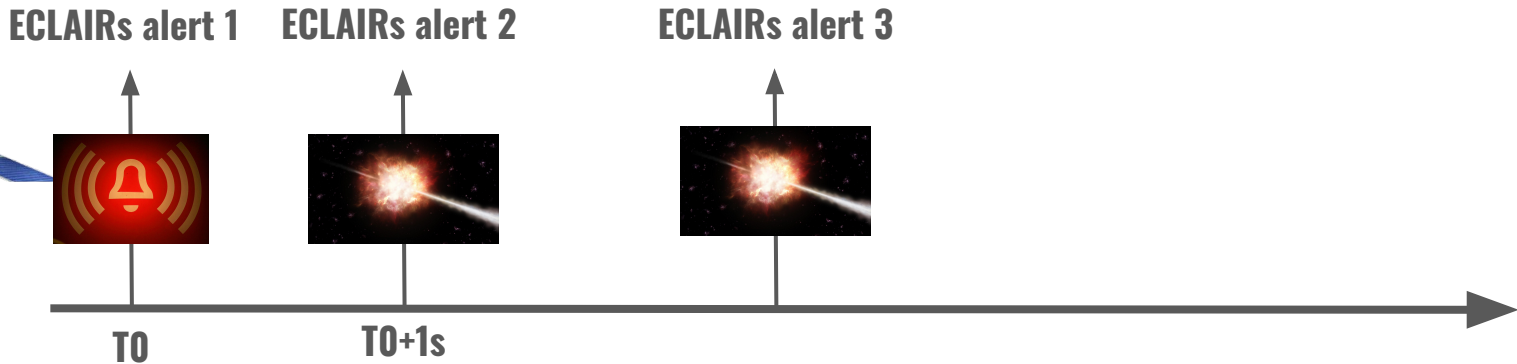 ECLAIRs alert 1
ECLAIRs alert 2
ECLAIRs alert 3
T0
T0+1s